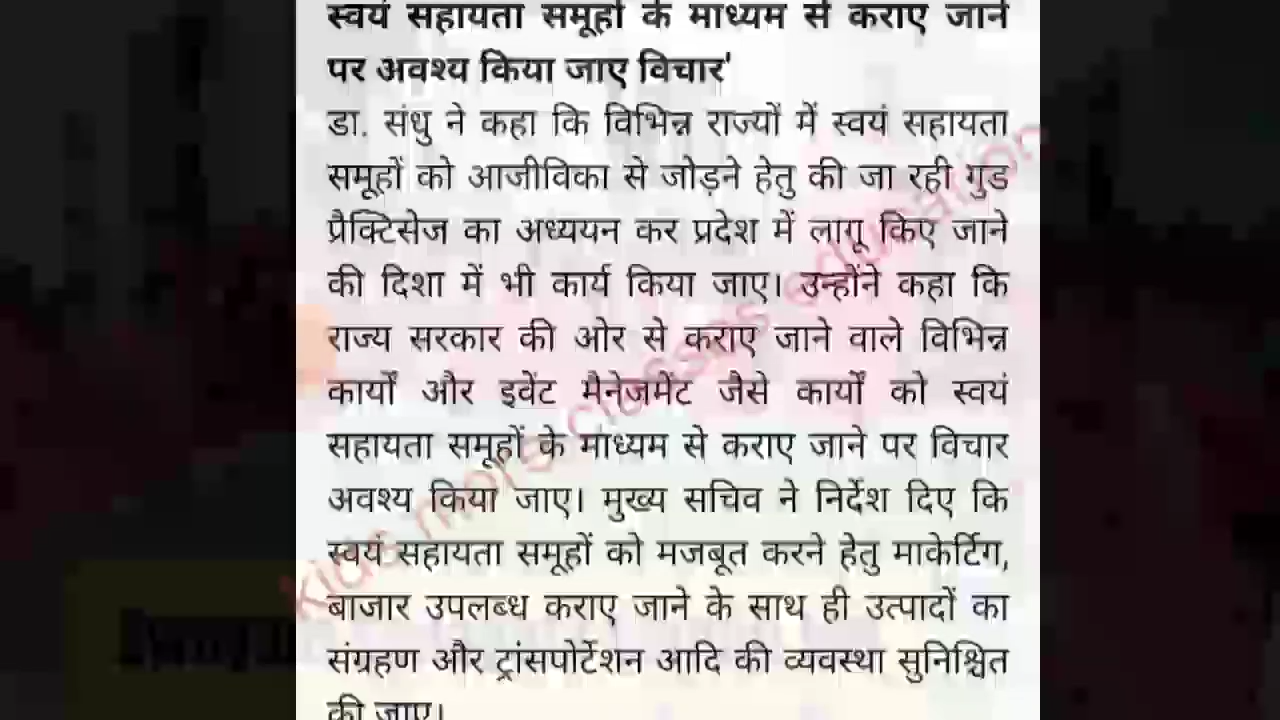 स्वयं सहायता समूहों के माध्यम से कराए जाने
पर अवश्य किया जाए विचार'
डा. संधु ने कहा कि विभिन्न राज्यों में स्वयं सहायता
समूहों को आजीविका से जोड़ने हेतु की जा रही गुड
प्रैक्टिसेज का अध्ययन कर प्रदेश में लागू किए जाने
की दिशा में भी कार्य किया जाए। उन्होंने कहा कि
राज्य सरकार की ओर से कराए जाने वाले विभिन्न
कार्यों और इवेंट मैनेजमेंट जैसे कार्यों को स्वयं
सहायता समूहों के माध्यम से कराए जाने पर विचार
अवश्य किया जाए। मुख्य सचिव ने निर्देश दिए कि
स्वयं सहायता समूहों को मजबूत करने हेतु मार्केटिंग,
बाजार उपलब्ध कराए जाने के साथ ही उत्पादों का
संग्रहण और ट्रांसपोर्टेशन आदि की व्यवस्था सुनिश्चित
की जाए।